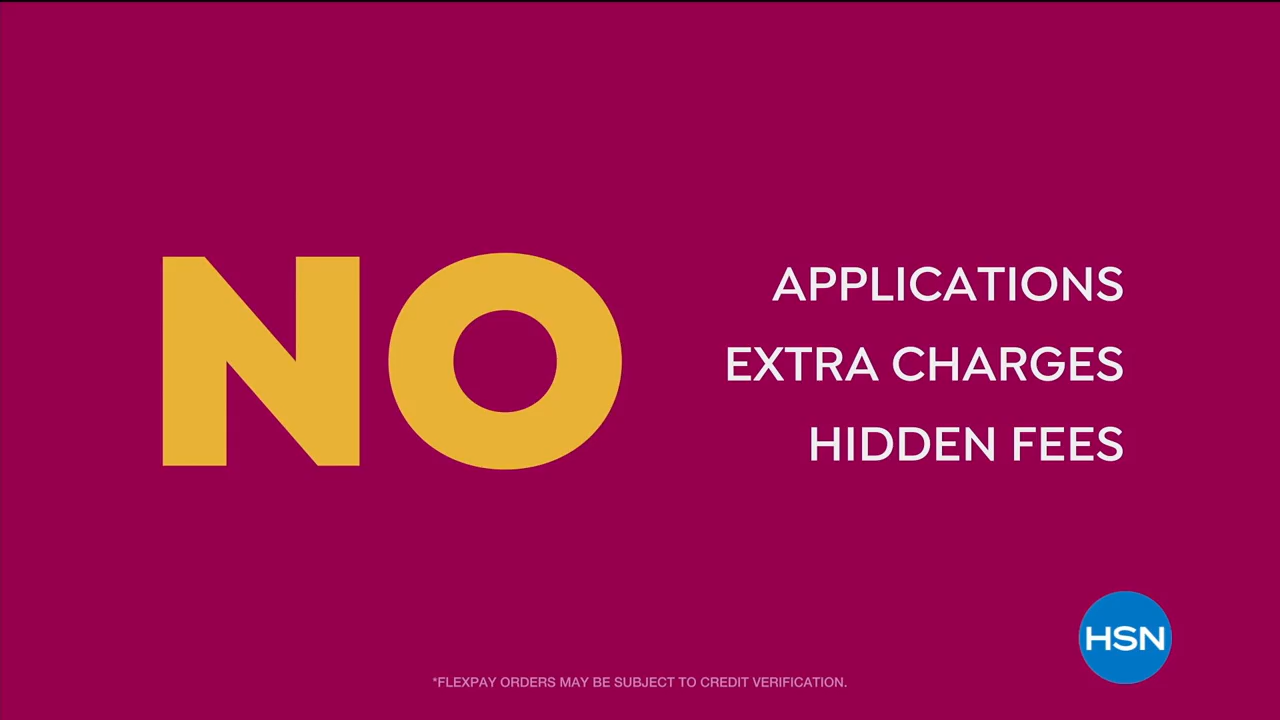 NO
APPLICATIONS
EXTRA CHARGES
HIDDEN FEES
HSN
*FLEXPAY ORDERS MAY BE SUBJECT TO CREDIT VERIFICATION.